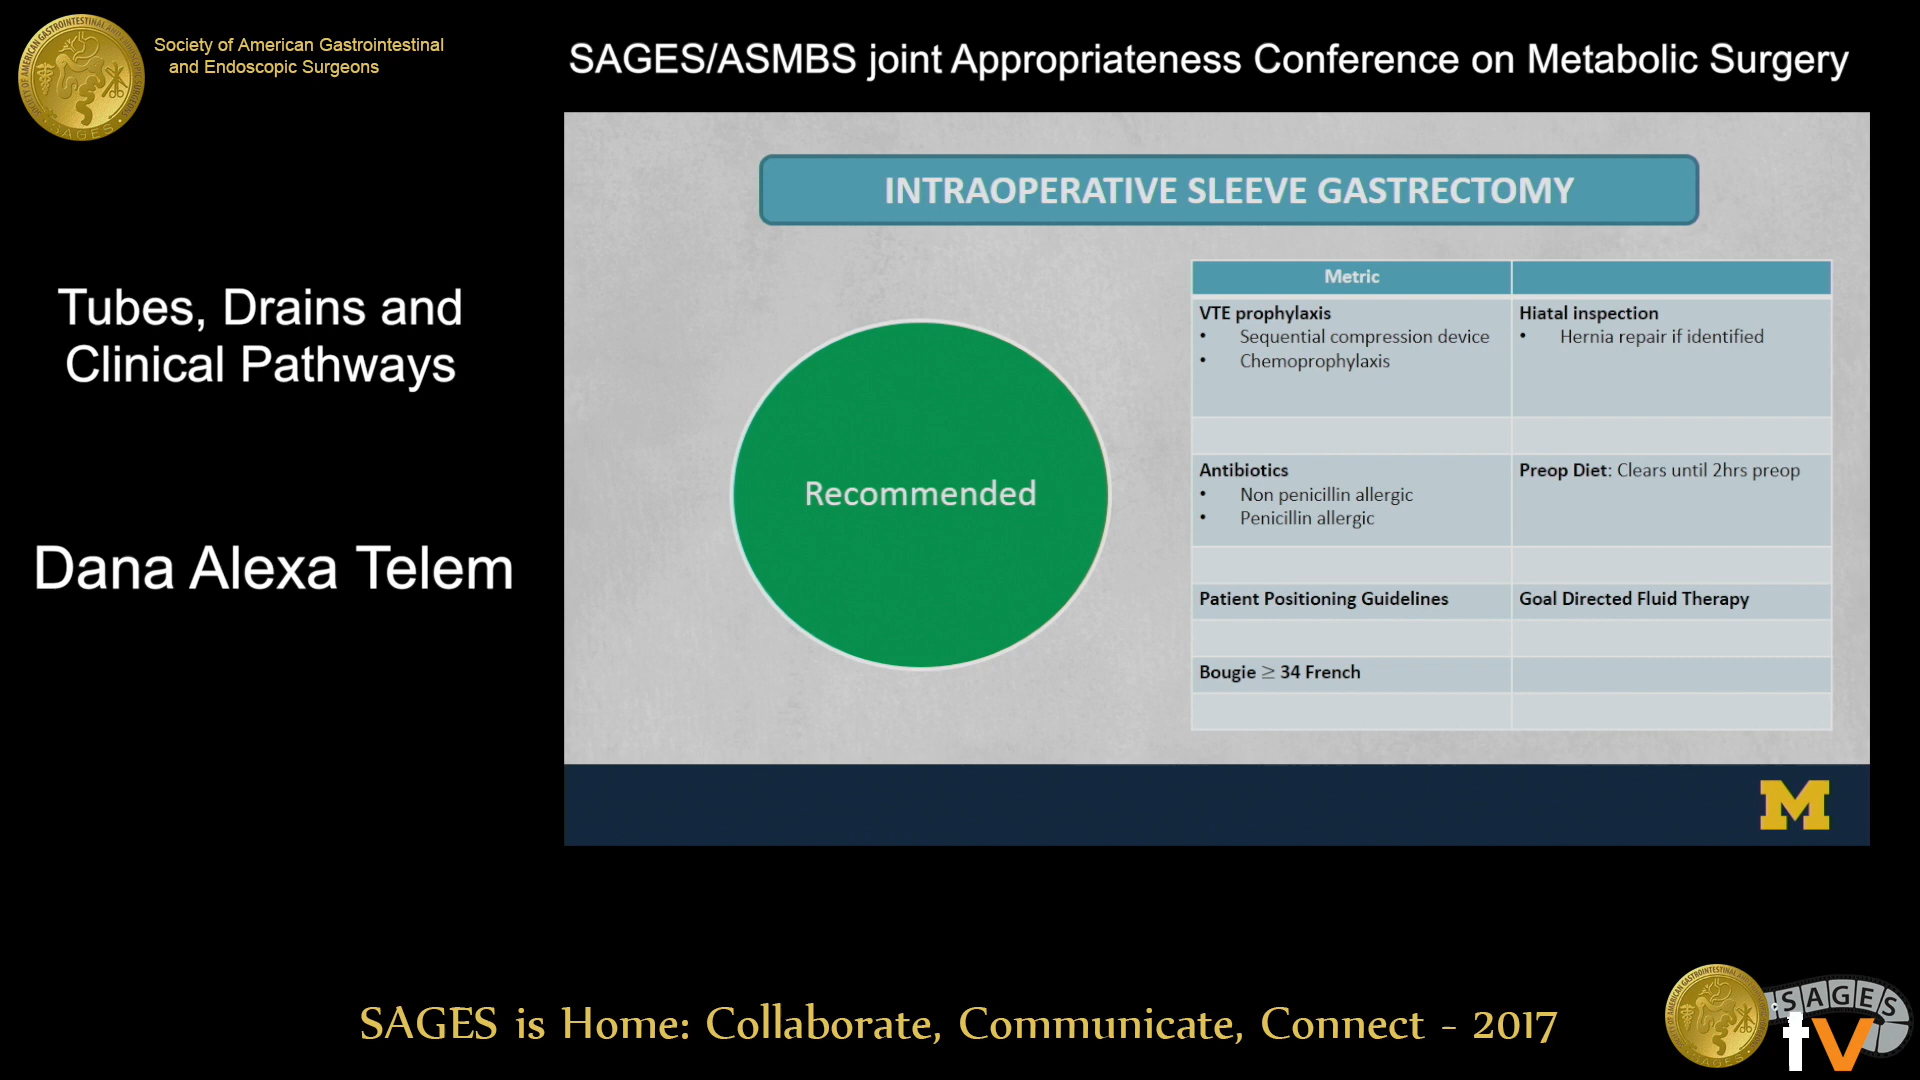 Society of American Gastrointestinal
and Endoscopic Surgeons
SAGES/ASMBS joint Appropriateness Conference on Metabolic Surgery
Tubes, Drains and
Clinical Pathways
Dana Alexa Telem
INTRAOPERATIVE SLEEVE GASTRECTOMY
Recommended
Metric
VTE prophylaxis
• Sequential compression device
• Chemoprophylaxis
Hiatal inspection
• Hernia repair if identified
Antibiotics
• Non penicillin allergic
• Penicillin allergic
Preop Diet: Clears until 2hrs preop
Patient Positioning Guidelines
Goal Directed Fluid Therapy
Bougie ≥ 34 French
M
SAGES is Home: Collaborate, Communicate, Connect - 2017
SAGES
tv